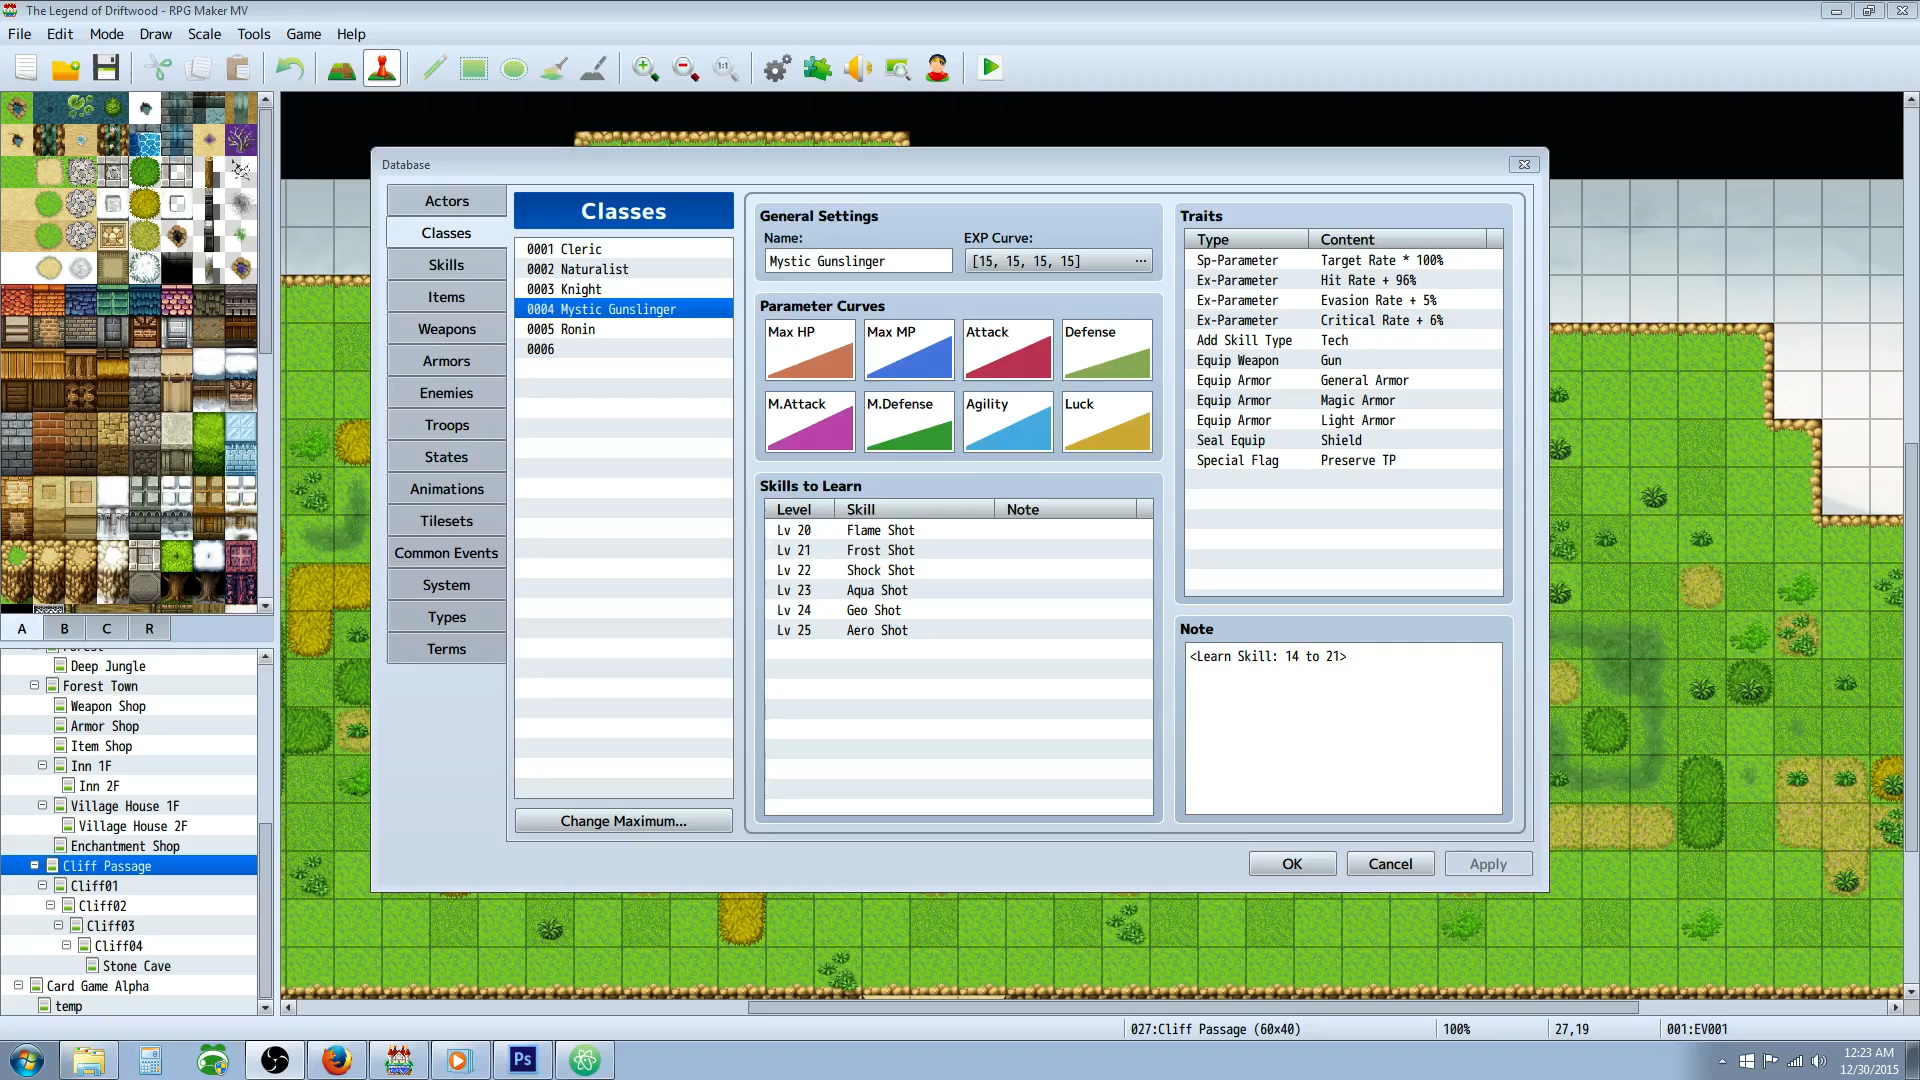 The Legend of Driftwood - RPG Maker MV
File Edit Mode Draw Scale Tools Game Help
1:1
Database
Actors
Classes
Skills
Items
Weapons
Armors
Enemies
Troops
States
Animations
Tilesets
Common Events
System
Types
Terms
Classes
0001 Cleric
0002 Naturalist
0003 Knight
0004 Mystic Gunslinger
0005 Ronin
0006
Change Maximum...
General Settings
Name: EXP Curve:
Mystic Gunslinger [15, 15, 15, 15] ...
Parameter Curves
Max HP Max MP Attack Defense
M.Attack M.Defense Agility Luck
Skills to Learn
Level Skill Note
Lv 20 Flame Shot
Lv 21 Frost Shot
Lv 22 Shock Shot
Lv 23 Aqua Shot
Lv 24 Geo Shot
Lv 25 Aero Shot
Traits
Type Content
Sp-Parameter Target Rate * 100%
Ex-Parameter Hit Rate + 96%
Ex-Parameter Evasion Rate + 5%
Ex-Parameter Critical Rate + 6%
Add Skill Type Tech
Equip Weapon Gun
Equip Armor General Armor
Equip Armor Magic Armor
Equip Armor Light Armor
Seal Equip Shield
Special Flag Preserve TP
Note
<Learn Skill: 14 to 21>
OK Cancel Apply
A B C R
Forest
Deep Jungle
Forest Town
Weapon Shop
Armor Shop
Item Shop
Inn 1F
Inn 2F
Village House 1F
Village House 2F
Enchantment Shop
Cliff Passage
Cliff01
Cliff02
Cliff03
Cliff04
Stone Cave
Card Game Alpha
temp
027:Cliff Passage (60x40) 100% 27,19 001:EV001
Ps
12:23 AM
12/30/2015